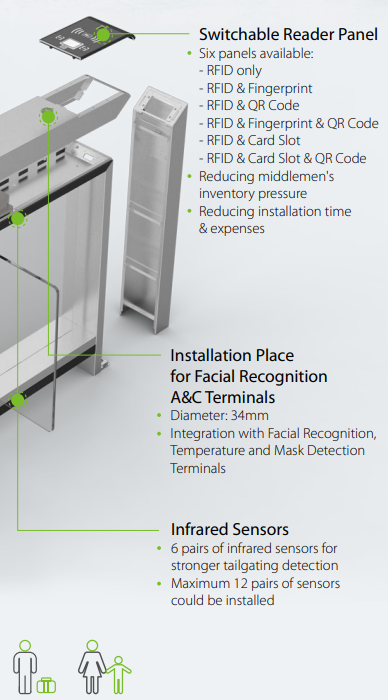 Switchable Reader Panel
• Six panels available:
- RFID only
- RFID & Fingerprint
- RFID & QR Code
- RFID & Fingerprint & QR Code
- RFID & Card Slot
- RFID & Card Slot & QR Code
• Reducing middlemen's
inventory pressure
• Reducing installation time
& expenses
Installation Place
for Facial Recognition
A&C Terminals
• Diameter: 34mm
• Integration with Facial Recognition,
Temperature and Mask Detection
Terminals
Infrared Sensors
• 6 pairs of infrared sensors for
stronger tailgating detection
• Maximum 12 pairs of sensors
could be installed